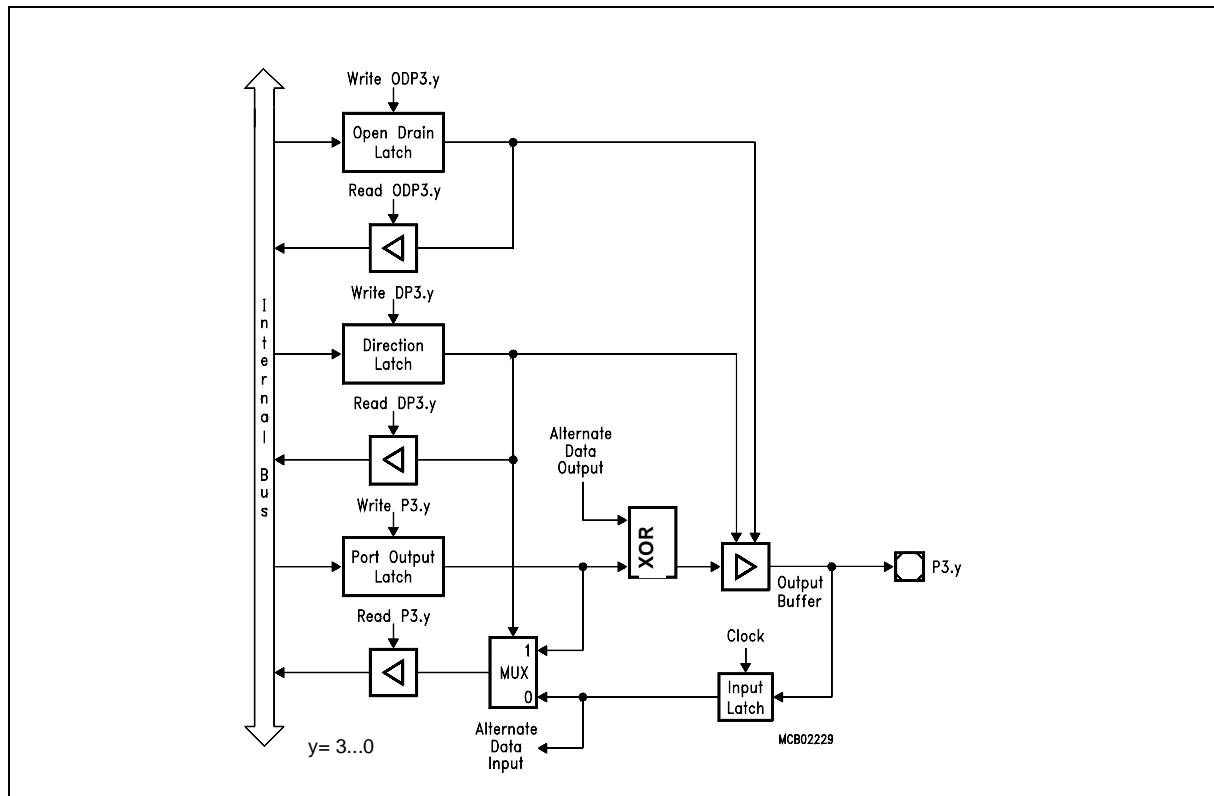 Write ODP3.y
Open Drain
Latch
Read ODP3.y
Write DP3.y
Internal Bus
Direction
Latch
Read DP3.y
Alternate
Data
Output
Write P3.y
Port Output
Latch
XOR
Output
Buffer
P3.y
Read P3.y
1
MUX
0
Clock
Input
Latch
Alternate
Data
Input
MCB02229
y= 3...0